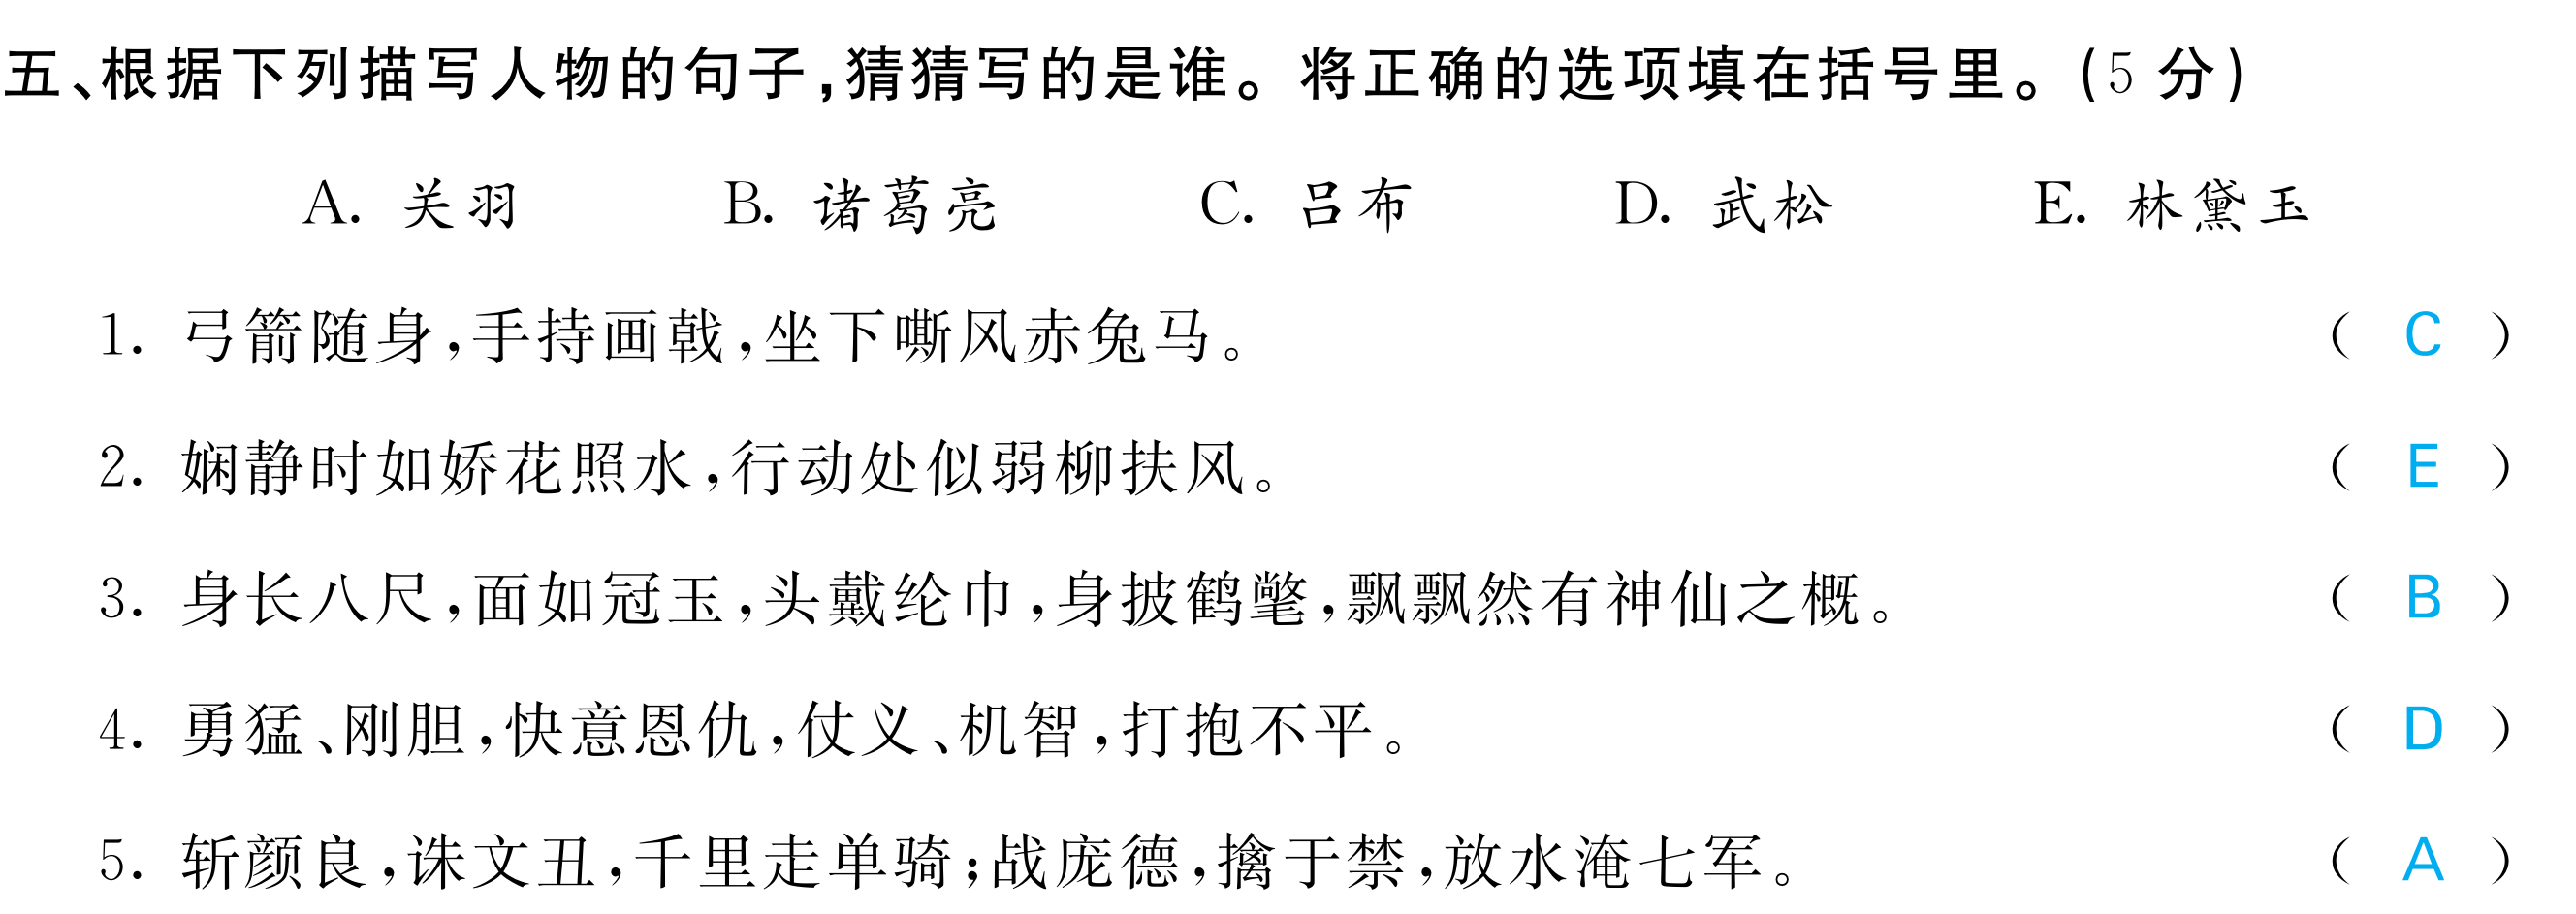 五、根据下列描写人物的句子,猜猜写的是谁。将正确的选项填在括号里。(5 分)
A. 关羽 B. 诸葛亮 C. 吕布 D. 武松 E. 林黛玉
1. 弓箭随身,手持画戟,坐下嘶风赤兔马。 ( C )
2. 娴静时如娇花照水,行动处似弱柳扶风。 ( E )
3. 身长八尺,面如冠玉,头戴纶巾,身披鹤氅,飘飘然有神仙之概。 ( B )
4. 勇猛、刚胆,快意恩仇,仗义、机智,打抱不平。 ( D )
5. 斩颜良,诛文丑,千里走单骑;战庞德,擒于禁,放水淹七军。 ( A )